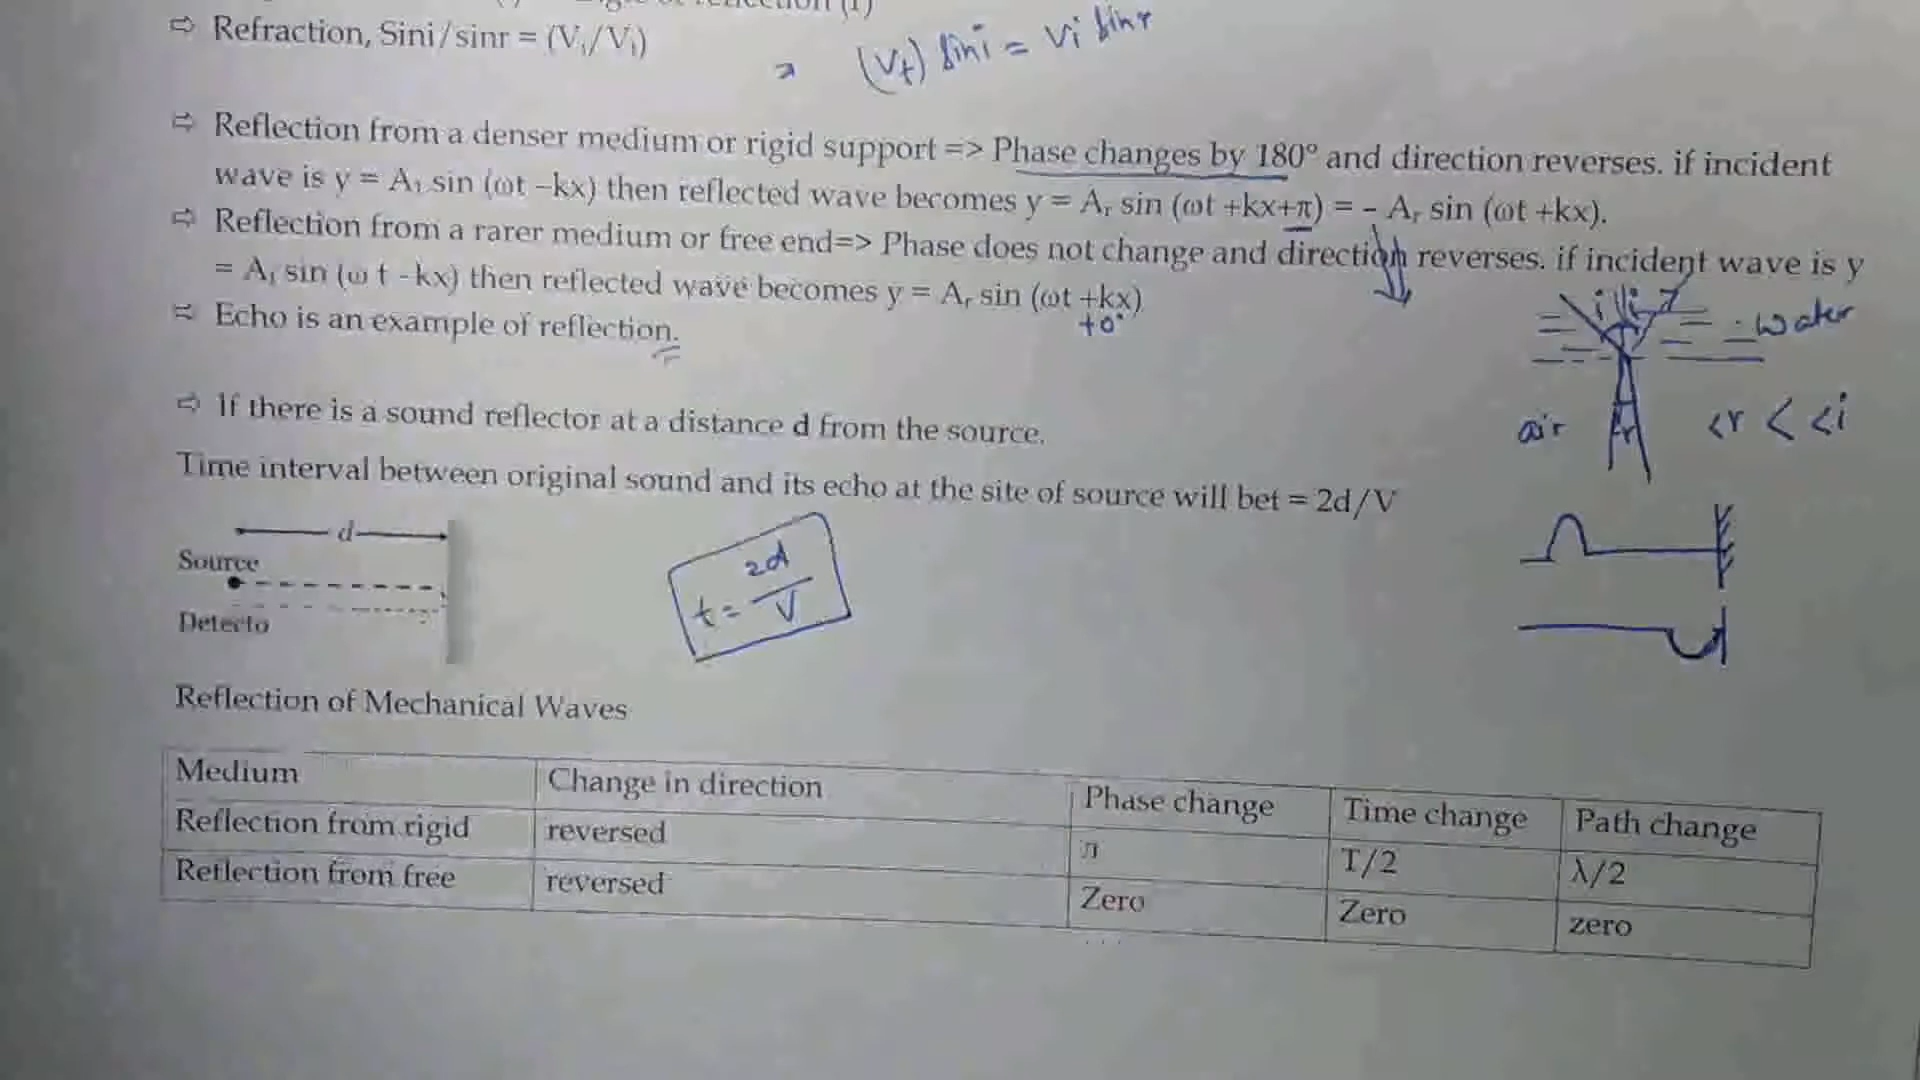 ⇨ Refraction, Sini/sinr = (Vᵢ/Vᵢ)
(Vt) sini = Vi sinr
⇨ Reflection from a denser medium or rigid support => Phase changes by 180° and direction reverses. if incident
wave is y = A₁ sin (ωt –kx) then reflected wave becomes y = Aᵣ sin (ωt +kx+π) = – Aᵣ sin (ωt +kx).
⇨ Reflection from a rarer medium or free end=> Phase does not change and direction reverses. if incident wave is y
= A₁ sin (ω t -kx) then reflected wave becomes y = Aᵣ sin (ωt +kx)
+0°
⇨ Echo is an example of reflection.
i i
water
air r <r < <i
⇨ If there is a sound reflector at a distance d from the source.
Time interval between original sound and its echo at the site of source will bet = 2d/V
d
Source
Detecto
t = 2d/V
Reflection of Mechanical Waves
Medium Change in direction Phase change Time change Path change
Reflection from rigid reversed π T/2 λ/2
Reflection from free reversed Zero Zero zero